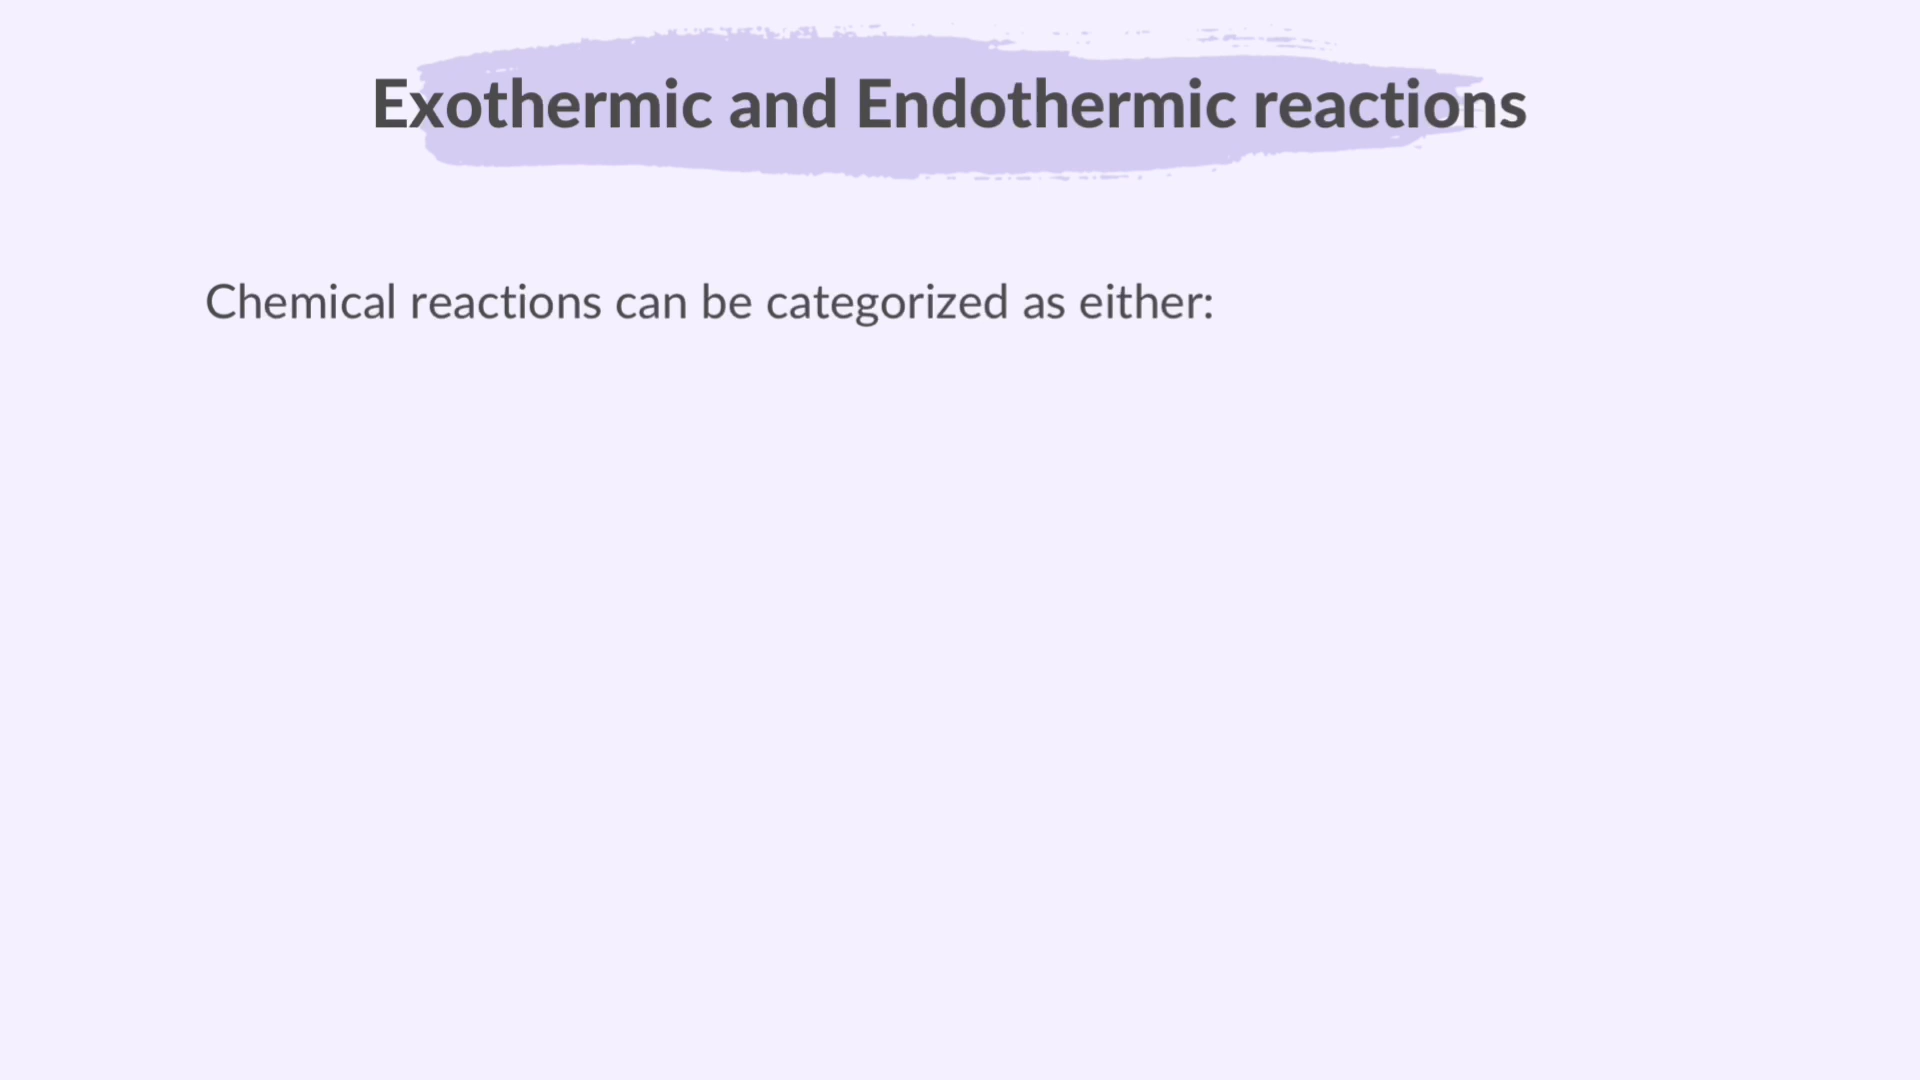 Exothermic and Endothermic reactions
Chemical reactions can be categorized as either: